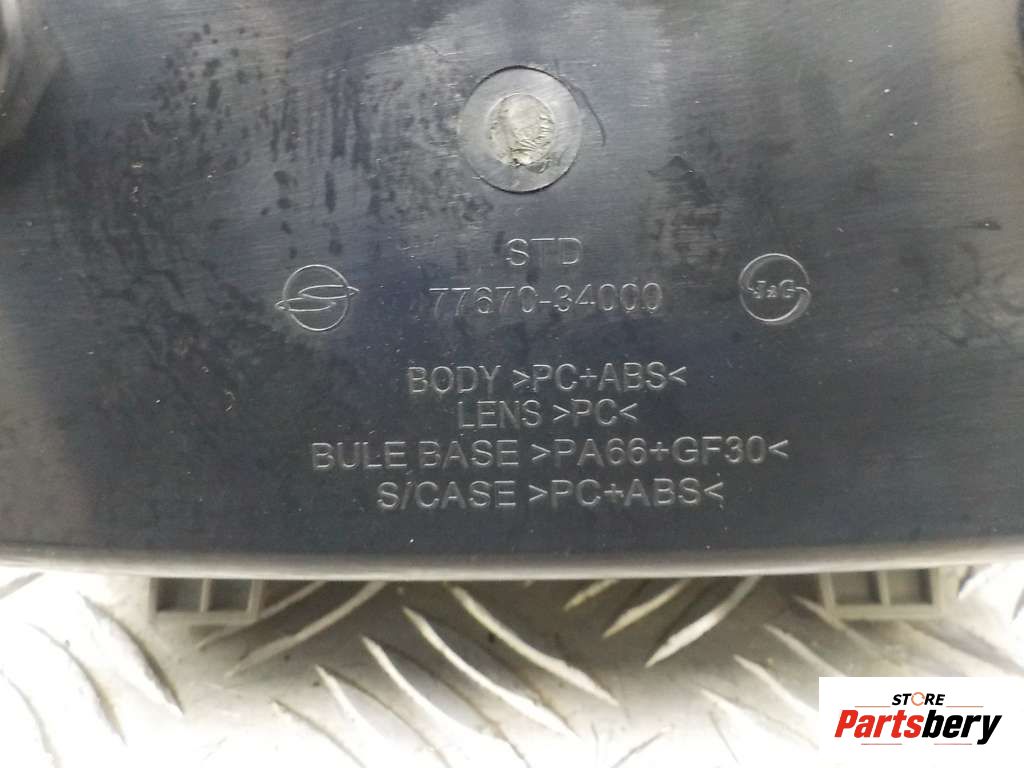 STD
77670-34000
J&G
BODY >PC+ABS<
LENS >PC<
BULE BASE >PA66+GF30<
S/CASE >PC+ABS<
STORE
Partsbery